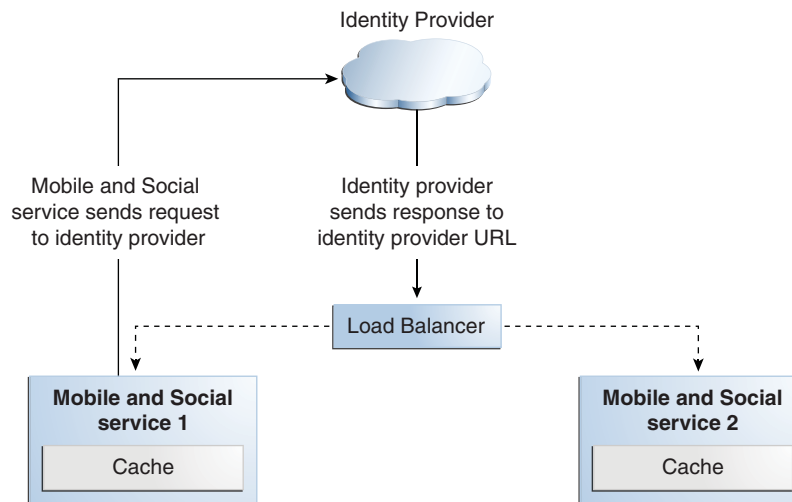 Identity Provider
Mobile and Social
service sends request
to identity provider
Identity provider
sends response to
identity provider URL
Load Balancer
Mobile and Social
service 1
Cache
Mobile and Social
service 2
Cache